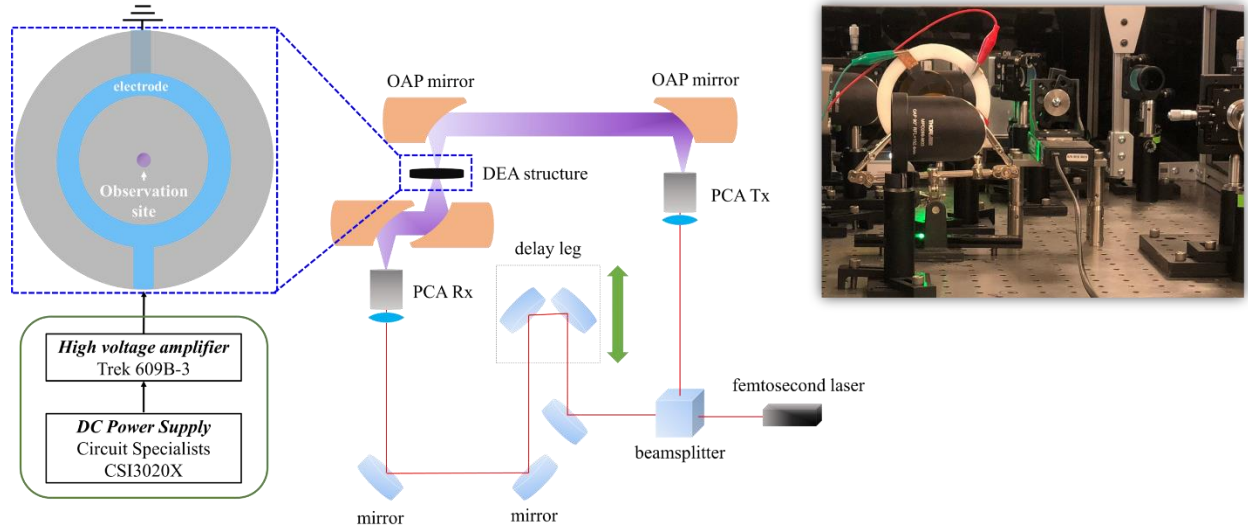 electrode
Observation
site
High voltage amplifier
Trek 609B-3
DC Power Supply
Circuit Specialists
CSI3020X
OAP mirror
OAP mirror
DEA structure
PCA Tx
delay leg
PCA Rx
femtosecond laser
beamsplitter
mirror
mirror
THORLABS